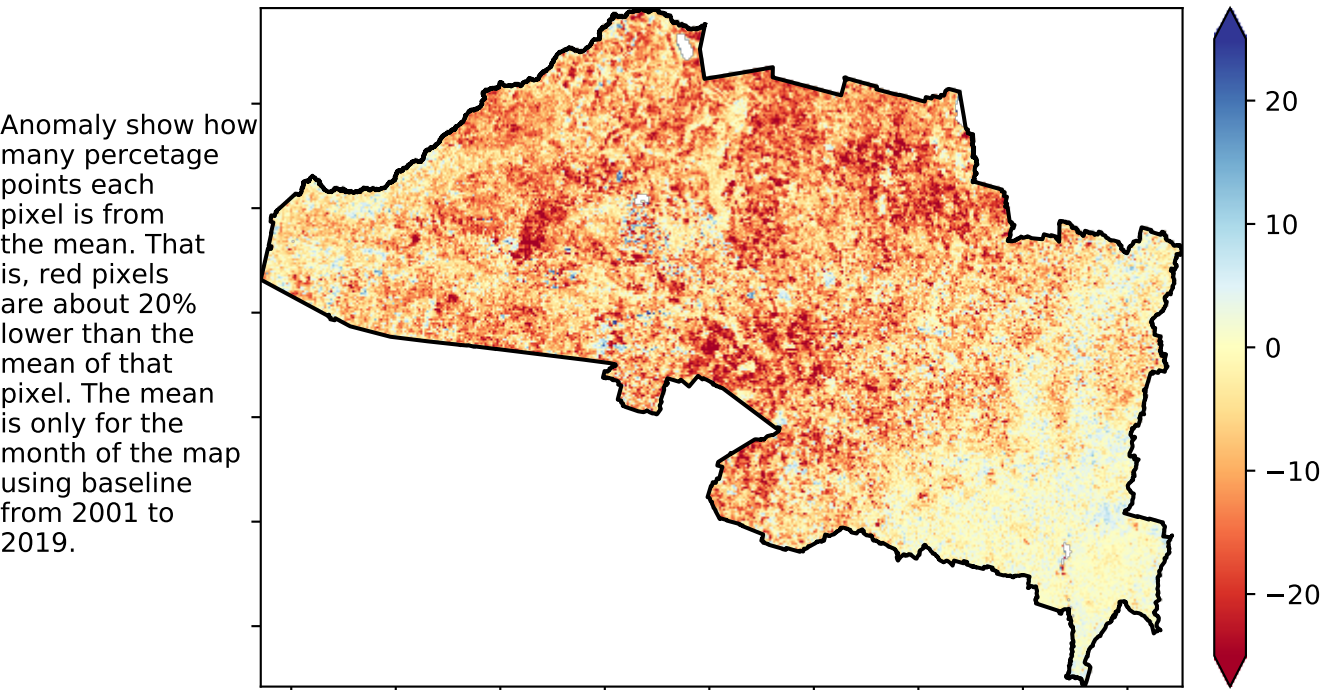 Anomaly show how
many percetage
points each
pixel is from
the mean. That
is, red pixels
are about 20%
lower than the
mean of that
pixel. The mean
is only for the
month of the map
using baseline
from 2001 to
2019.
20
10
0
−10
−20